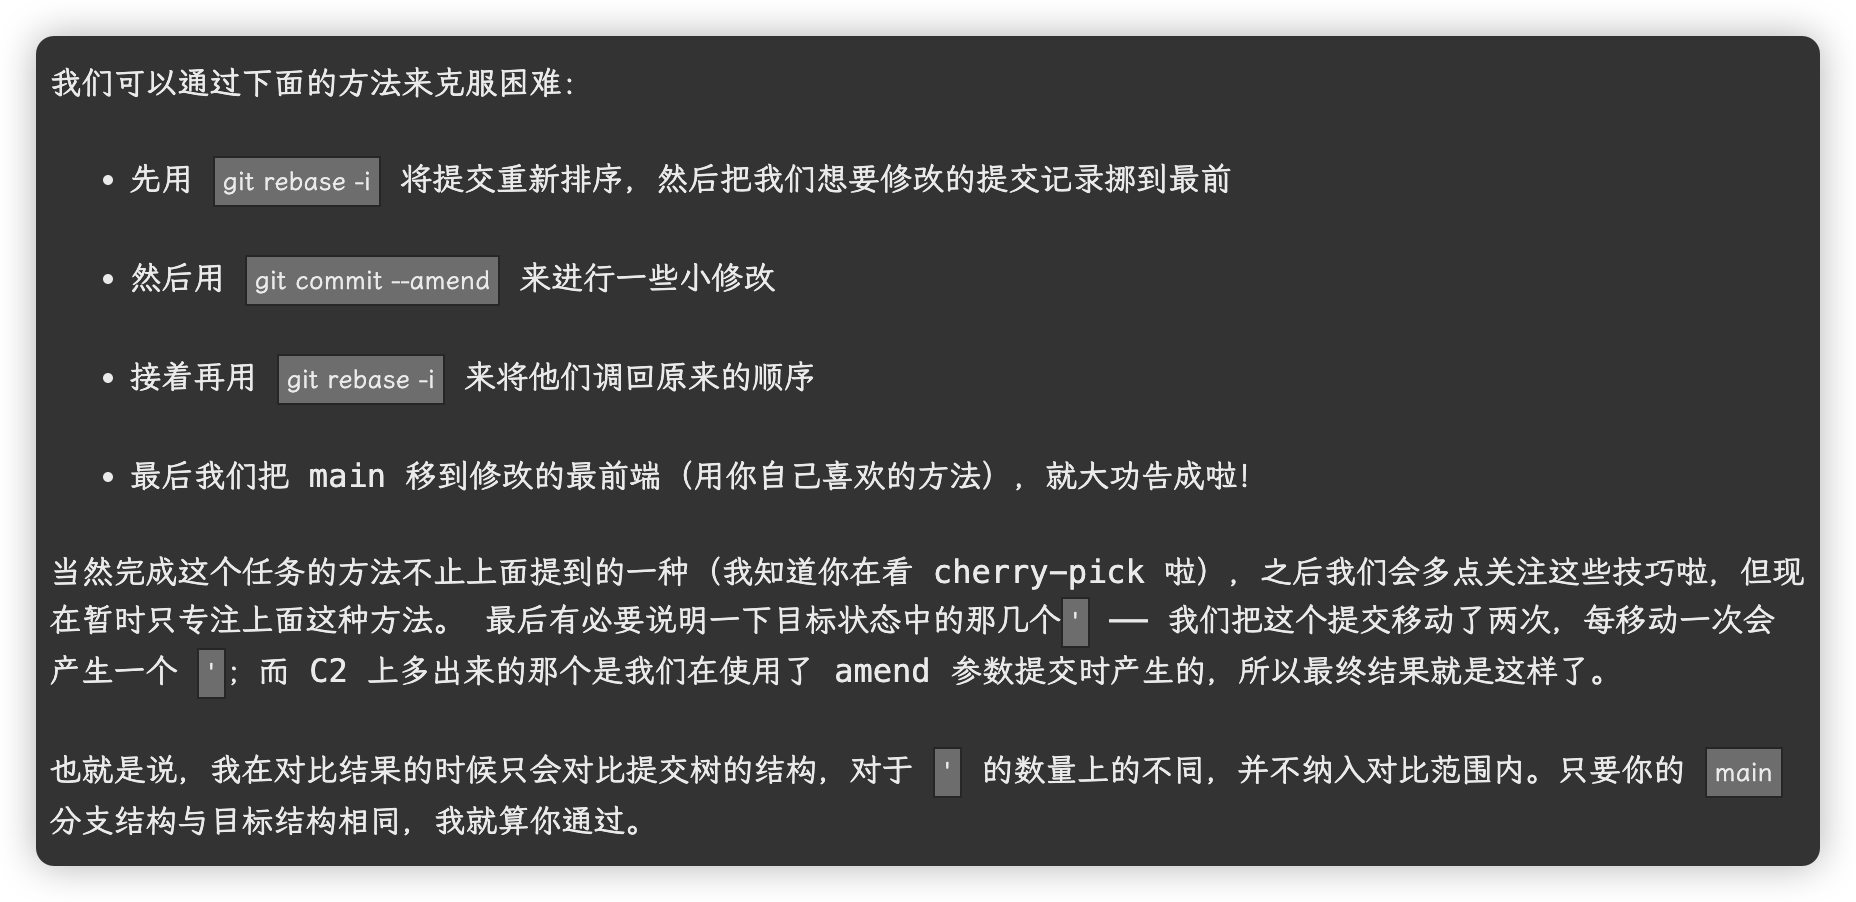 我们可以通过下面的方法来克服困难：
• 先用 git rebase -i 将提交重新排序，然后把我们想要修改的提交记录挪到最前
• 然后用 git commit --amend 来进行一些小修改
• 接着再用 git rebase -i 来将他们调回原来的顺序
• 最后我们把 main 移到修改的最前端（用你自己喜欢的方法），就大功告成啦！
当然完成这个任务的方法不止上面提到的一种（我知道你在看 cherry-pick 啦），之后我们会多点关注这些技巧啦，但现
在暂时只专注上面这种方法。 最后有必要说明一下目标状态中的那几个' —— 我们把这个提交移动了两次，每移动一次会
产生一个 '；而 C2 上多出来的那个是我们在使用了 amend 参数提交时产生的，所以最终结果就是这样了。
也就是说，我在对比结果的时候只会对比提交树的结构，对于 ' 的数量上的不同，并不纳入对比范围内。只要你的 main
分支结构与目标结构相同，我就算你通过。